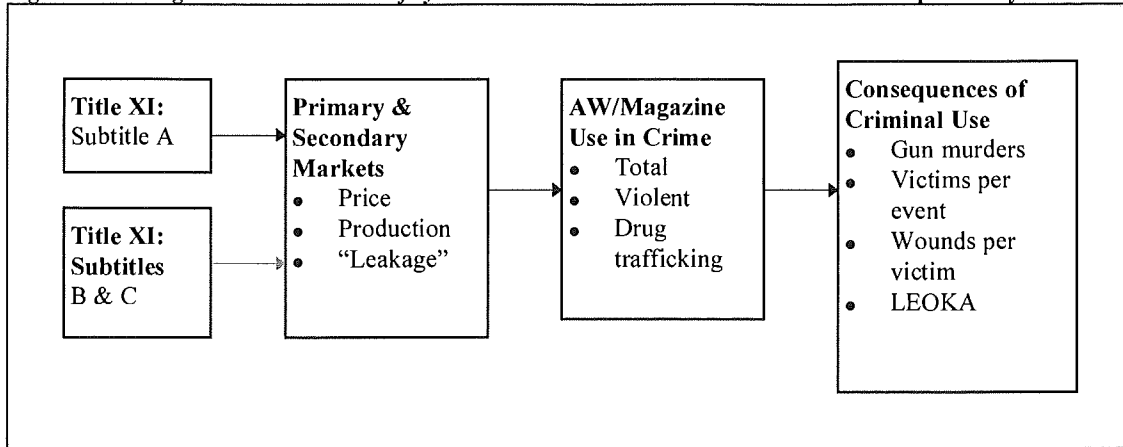 Title XI:
Subtitle A
Title XI:
Subtitles
B & C
Primary &
Secondary
Markets
• Price
• Production
• “Leakage”
AW/Magazine
Use in Crime
• Total
• Violent
• Drug
trafficking
Consequences of
Criminal Use
• Gun murders
• Victims per
event
• Wounds per
victim
• LEOKA